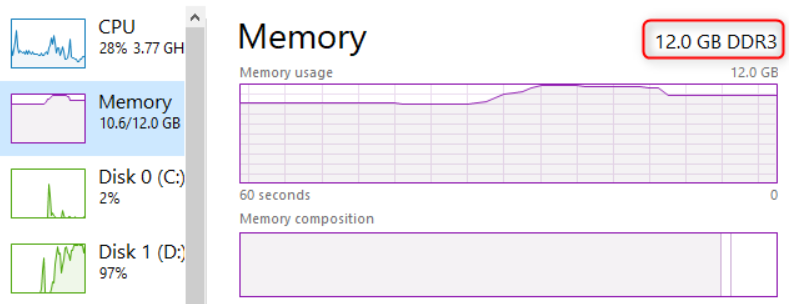 CPU
28% 3.77 GH
Memory
10.6/12.0 GB
Disk 0 (C:)
2%
Disk 1 (D:)
97%
Memory
12.0 GB DDR3
Memory usage
12.0 GB
60 seconds
0
Memory composition